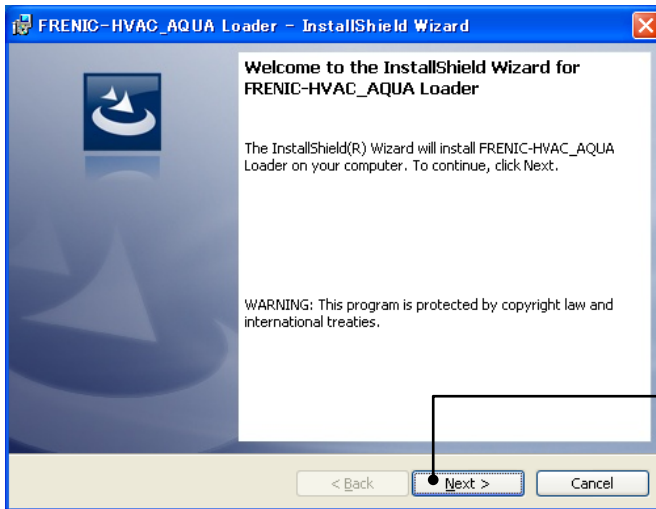 FRENIC-HVAC_AQUA Loader - InstallShield Wizard
Welcome to the InstallShield Wizard for
FRENIC-HVAC_AQUA Loader
The InstallShield(R) Wizard will install FRENIC-HVAC_AQUA
Loader on your computer. To continue, click Next.
WARNING: This program is protected by copyright law and
international treaties.
< Back Next > Cancel